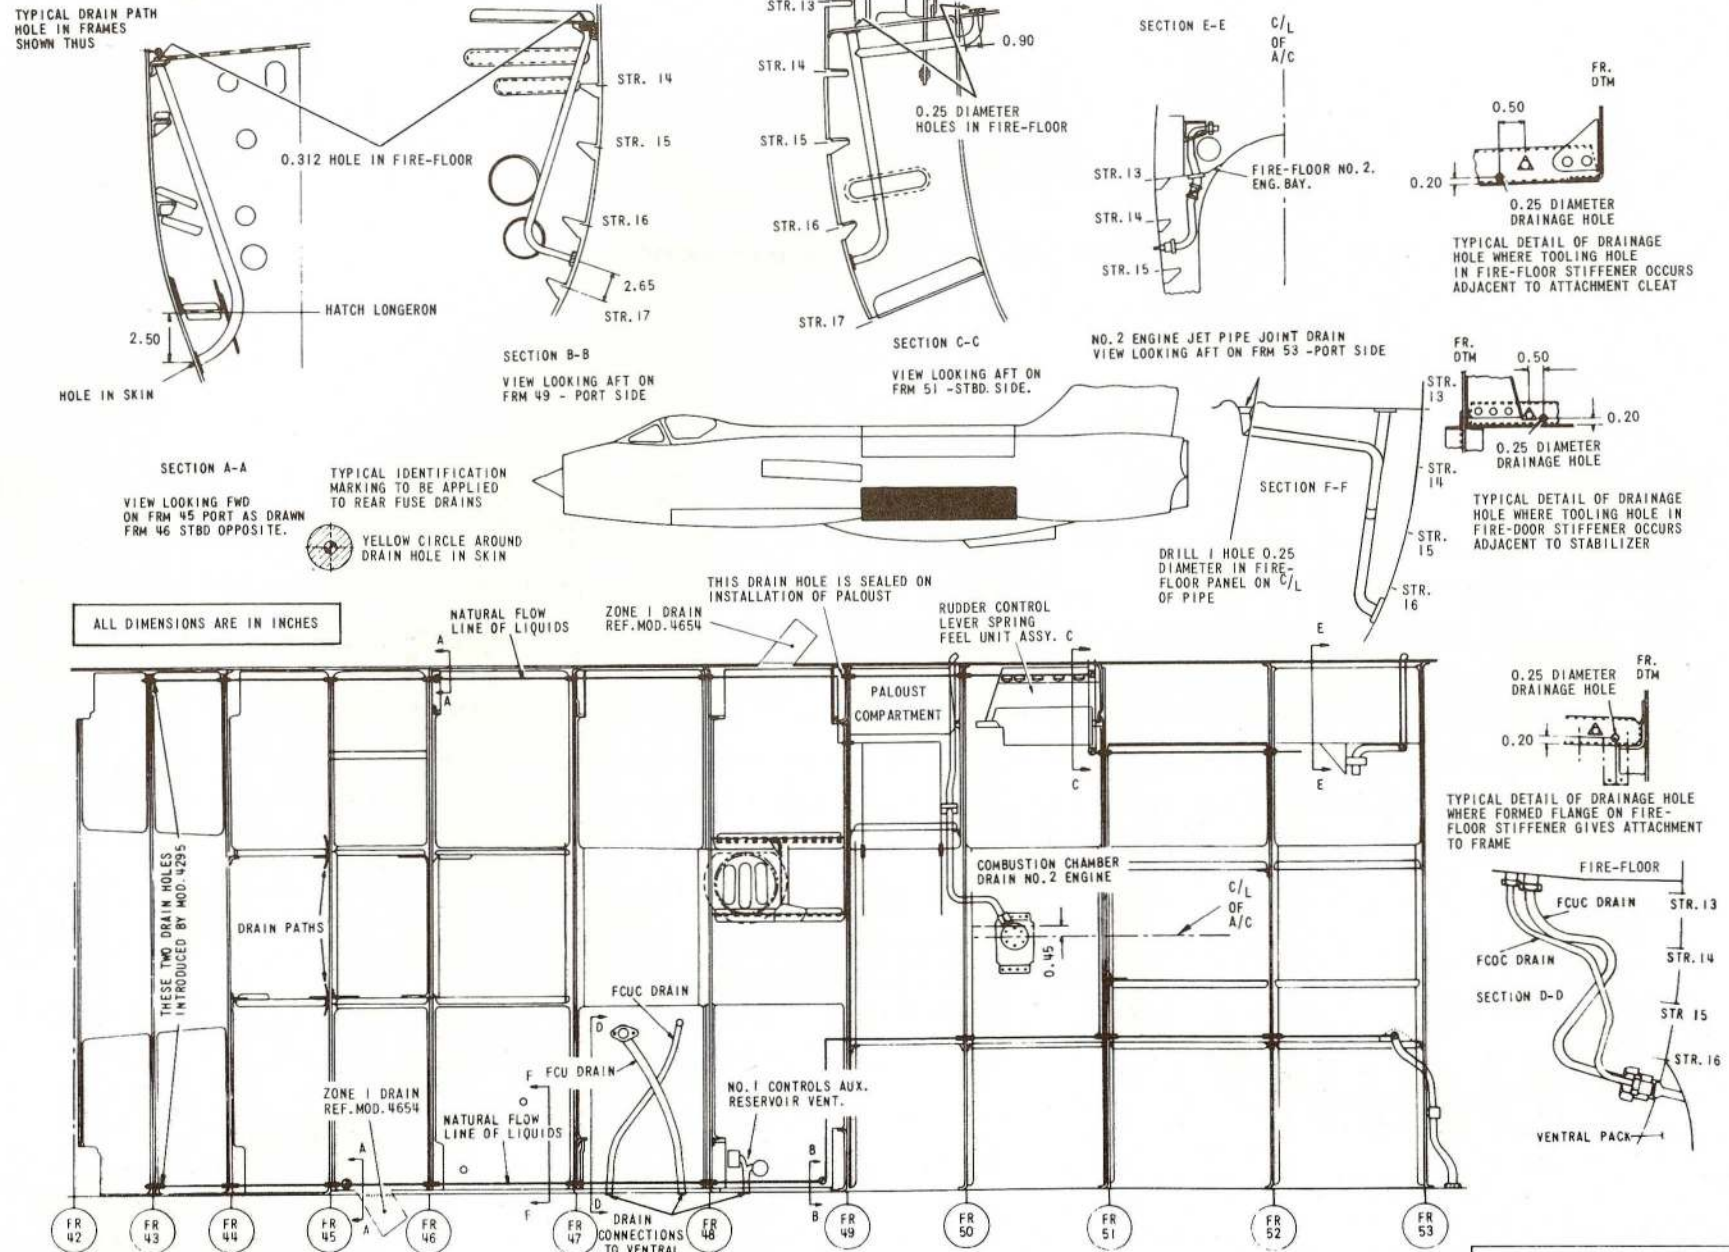 TYPICAL DRAIN PATH
HOLE IN FRAMES
SHOWN THUS
0.312 HOLE IN FIRE-FLOOR
HATCH LONGERON
2.50
HOLE IN SKIN
SECTION A-A
VIEW LOOKING FWD
ON FRM 45 PORT AS DRAWN
FRM 46 STBD OPPOSITE.
STR. 14
STR. 15
STR. 16
2.65
STR. 17
SECTION B-B
VIEW LOOKING AFT ON
FRM 49 - PORT SIDE
STR. 13
0.90
STR. 14
0.25 DIAMETER
HOLES IN FIRE-FLOOR
STR. 15
STR. 16
STR. 17
SECTION C-C
VIEW LOOKING AFT ON
FRM 51 -STBD. SIDE.
SECTION E-E
C/L
OF
A/C
STR. 13
FIRE-FLOOR NO.2.
ENG. BAY.
STR. 14
STR. 15
NO.2 ENGINE JET PIPE JOINT DRAIN
VIEW LOOKING AFT ON FRM 53 -PORT SIDE
FR.
DTM
0.50
0.20
0.25 DIAMETER
DRAINAGE HOLE
TYPICAL DETAIL OF DRAINAGE
HOLE WHERE TOOLING HOLE
IN FIRE-FLOOR STIFFENER OCCURS
ADJACENT TO ATTACHMENT CLEAT
FR.
DTM
0.50
0.20
0.25 DIAMETER
DRAINAGE HOLE
TYPICAL DETAIL OF DRAINAGE
HOLE WHERE TOOLING HOLE IN
FIRE-DOOR STIFFENER OCCURS
ADJACENT TO STABILIZER
STR.
13
SECTION F-F
STR.
14
STR.
15
STR.
16
DRILL 1 HOLE 0.25
DIAMETER IN FIRE-
FLOOR PANEL ON C/L
OF PIPE
TYPICAL IDENTIFICATION
MARKING TO BE APPLIED
TO REAR FUSE DRAINS
YELLOW CIRCLE AROUND
DRAIN HOLE IN SKIN
ALL DIMENSIONS ARE IN INCHES
NATURAL FLOW
LINE OF LIQUIDS
ZONE 1 DRAIN
REF.MOD.4654
THIS DRAIN HOLE IS SEALED ON
INSTALLATION OF PALOUST
RUDDER CONTROL
LEVER SPRING
FEEL UNIT ASSY. C
A
A
PALOUST
COMPARTMENT
C
E
E
THESE TWO DRAIN HOLES
INTRODUCED BY MOD.4295
DRAIN PATHS
COMBUSTION CHAMBER
DRAIN NO.2 ENGINE
C/L
OF
A/C
0.45
FCUC DRAIN
D
FCU DRAIN
F
ZONE 1 DRAIN
REF.MOD.4654
NATURAL FLOW
LINE OF LIQUIDS
NO.1 CONTROLS AUX.
RESERVOIR VENT.
A
A
F
D
B
B
DRAIN
CONNECTIONS
TO VENTRAL
FR
42
FR
43
FR
44
FR
45
FR
46
FR
47
FR
48
FR
49
FR
50
FR
51
FR
52
FR
53
0.25 DIAMETER
DRAINAGE HOLE
FR.
DTM
0.20
TYPICAL DETAIL OF DRAINAGE HOLE
WHERE FORMED FLANGE ON FIRE-
FLOOR STIFFENER GIVES ATTACHMENT
TO FRAME
FIRE-FLOOR
FCUC DRAIN
STR.13
FCOC DRAIN
STR.14
SECTION D-D
STR 15
STR.16
VENTRAL PACK